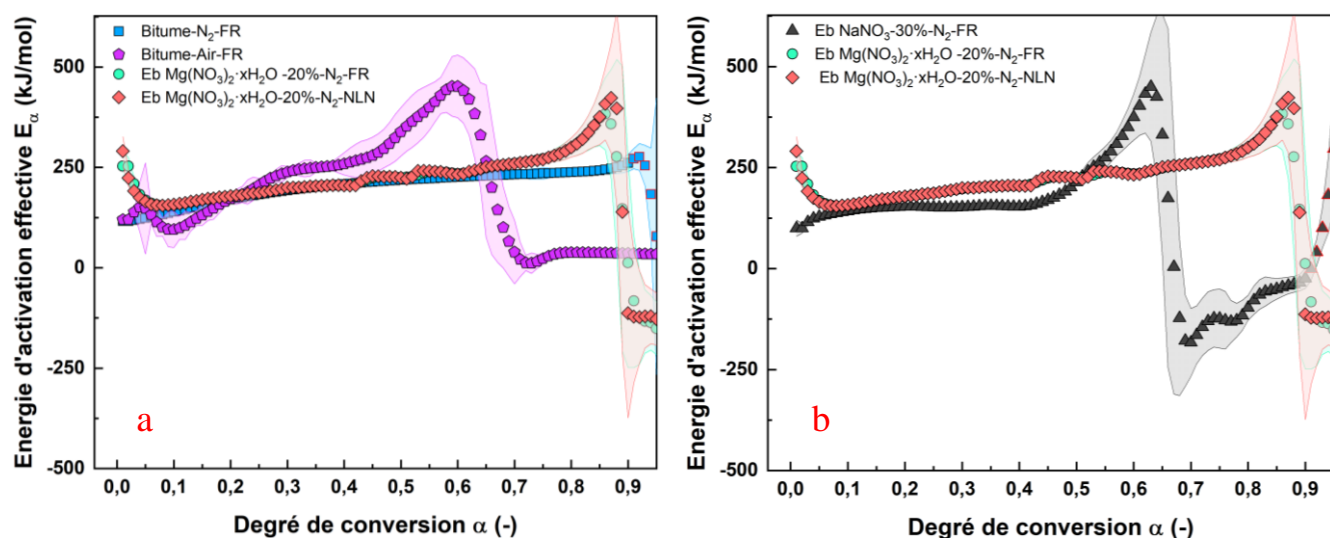 Bitume-N₂-FR
Bitume-Air-FR
Eb Mg(NO₃)₂·xH₂O -20%-N₂-FR
Eb Mg(NO₃)₂·xH₂O-20%-N₂-NLN
Energie d'activation effective Eα (kJ/mol)
500
250
0
-250
-500
a
0,0 0,1 0,2 0,3 0,4 0,5 0,6 0,7 0,8 0,9
Degré de conversion α (-)
Eb NaNO₃-30%-N₂-FR
Eb Mg(NO₃)₂·xH₂O -20%-N₂-FR
Eb Mg(NO₃)₂·xH₂O-20%-N₂-NLN
Energie d'activation effective Eα (kJ/mol)
500
250
0
-250
-500
b
0,0 0,1 0,2 0,3 0,4 0,5 0,6 0,7 0,8 0,9
Degré de conversion α (-)